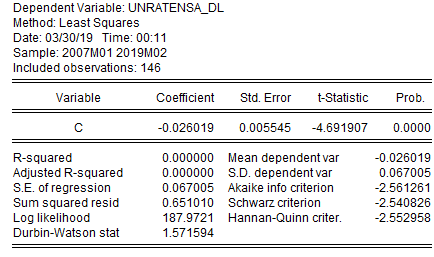 Dependent Variable: UNRATENSA_DL
Method: Least Squares
Date: 03/30/19 Time: 00:11
Sample: 2007M01 2019M02
Included observations: 146
Variable Coefficient Std. Error t-Statistic Prob.
C -0.026019 0.005545 -4.691907 0.0000
R-squared 0.000000 Mean dependent var -0.026019
Adjusted R-squared 0.000000 S.D. dependent var 0.067005
S.E. of regression 0.067005 Akaike info criterion -2.561261
Sum squared resid 0.651010 Schwarz criterion -2.540826
Log likelihood 187.9721 Hannan-Quinn criter. -2.552958
Durbin-Watson stat 1.571594